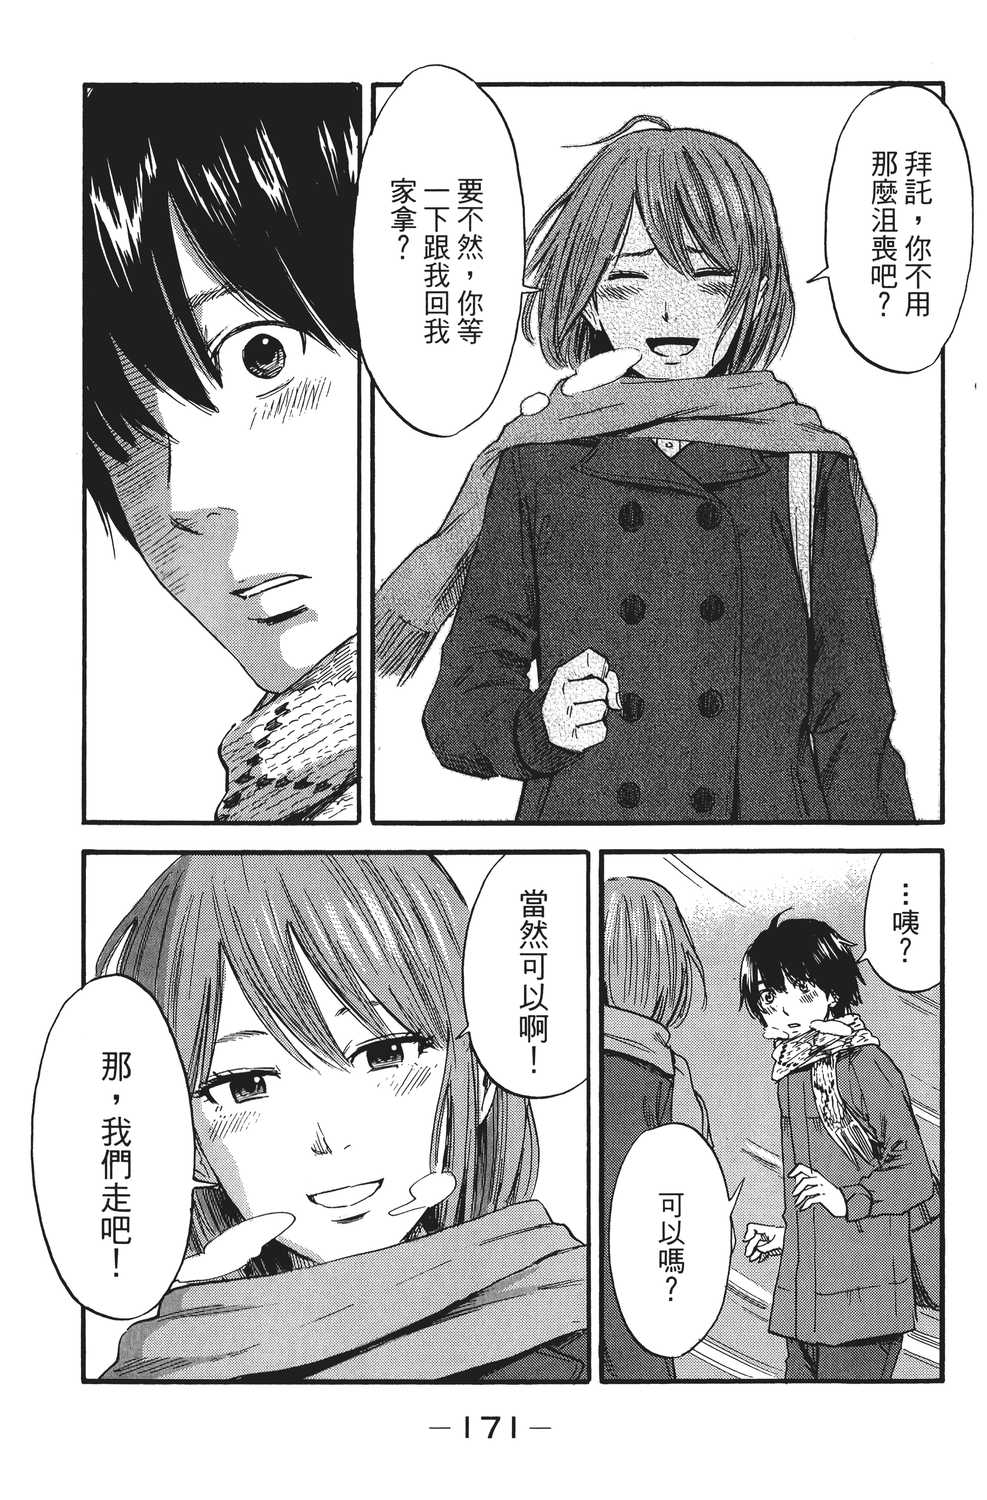 拜託，你不用
那麼沮喪吧？
要不然，你等
一下跟我回我
家拿？
…咦？
可以嗎？
當然可以啊！
那，我們走吧！
—171—